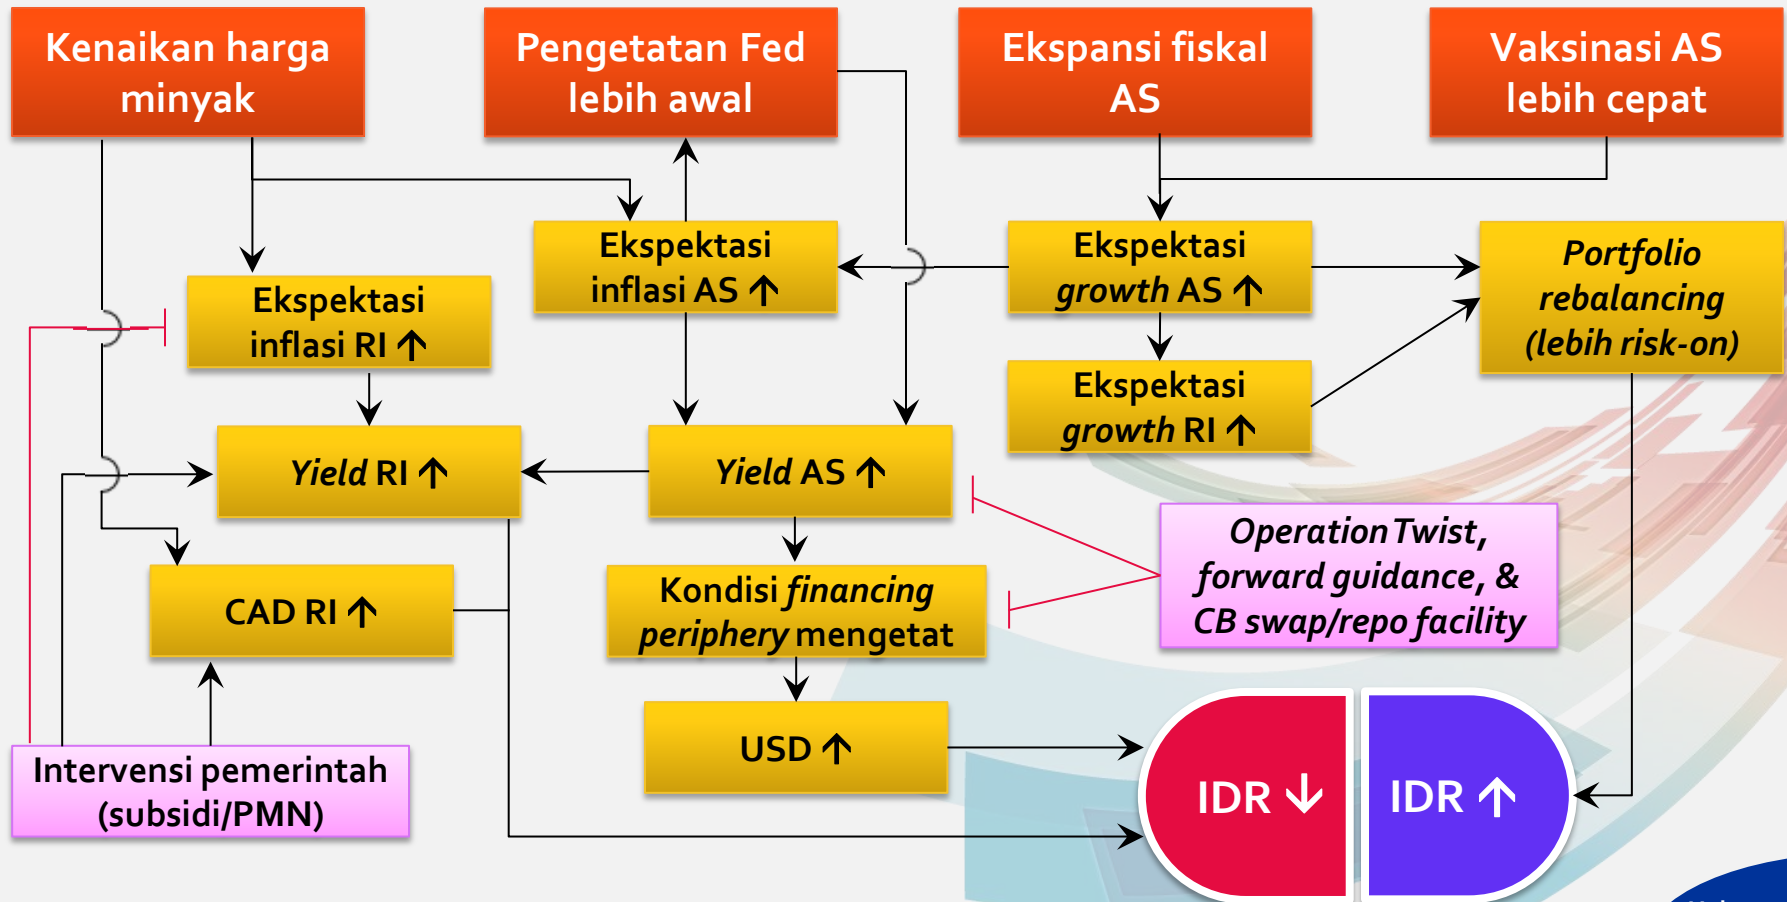 Kenaikan harga
minyak
Pengetatan Fed
lebih awal
Ekspansi fiskal
AS
Vaksinasi AS
lebih cepat
Ekspektasi
inflasi RI ↑
Ekspektasi
inflasi AS ↑
Ekspektasi
growth AS ↑
Portfolio
rebalancing
(lebih risk-on)
Ekspektasi
growth RI ↑
Yield RI ↑
Yield AS ↑
Operation Twist,
forward guidance, &
CB swap/repo facility
CAD RI ↑
Kondisi financing
periphery mengetat
USD ↑
Intervensi pemerintah
(subsidi/PMN)
IDR ↓
IDR ↑